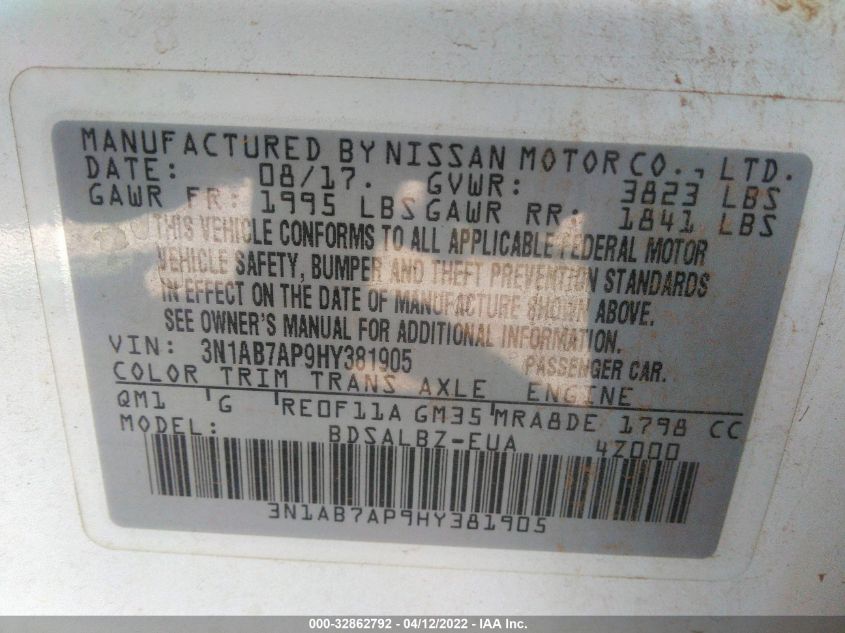 MANUFACTURED BY NISSAN MOTOR CO., LTD.
DATE: 08/17. GVWR: 3823 LBS
GAWR FR: 1995 LBS GAWR RR: 1841 LBS
THIS VEHICLE CONFORMS TO ALL APPLICABLE FEDERAL MOTOR
VEHICLE SAFETY, BUMPER AND THEFT PREVENTION STANDARDS
IN EFFECT ON THE DATE OF MANUFACTURE SHOWN ABOVE.
SEE OWNER'S MANUAL FOR ADDITIONAL INFORMATION.
VIN: 3N1AB7AP9HY381905 PASSENGER CAR.
COLOR TRIM TRANS AXLE ENGINE
QM1 G RE0F11A GM35 MRA8DE 1798 CC
MODEL: BDSALBZ-EUA 4Z000
3N1AB7AP9HY381905
000-32862792 - 04/12/2022 - IAA Inc.